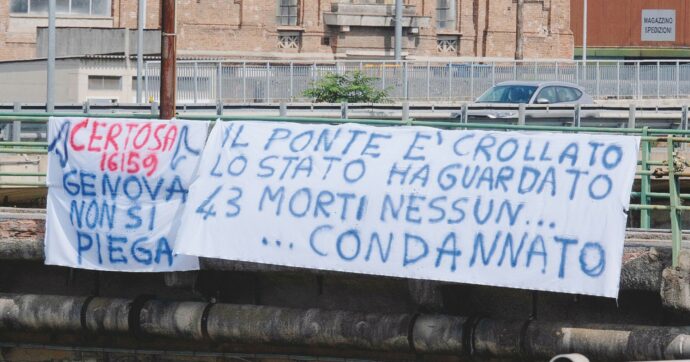 MAGAZZINO
SPEDIZIONI
CERTOSA
16159
GENOVA
NON SI
PIEGA
IL PONTE E' CROLLATO
LO STATO HA GUARDATO
43 MORTI NESSUN...
... CONDANNATO